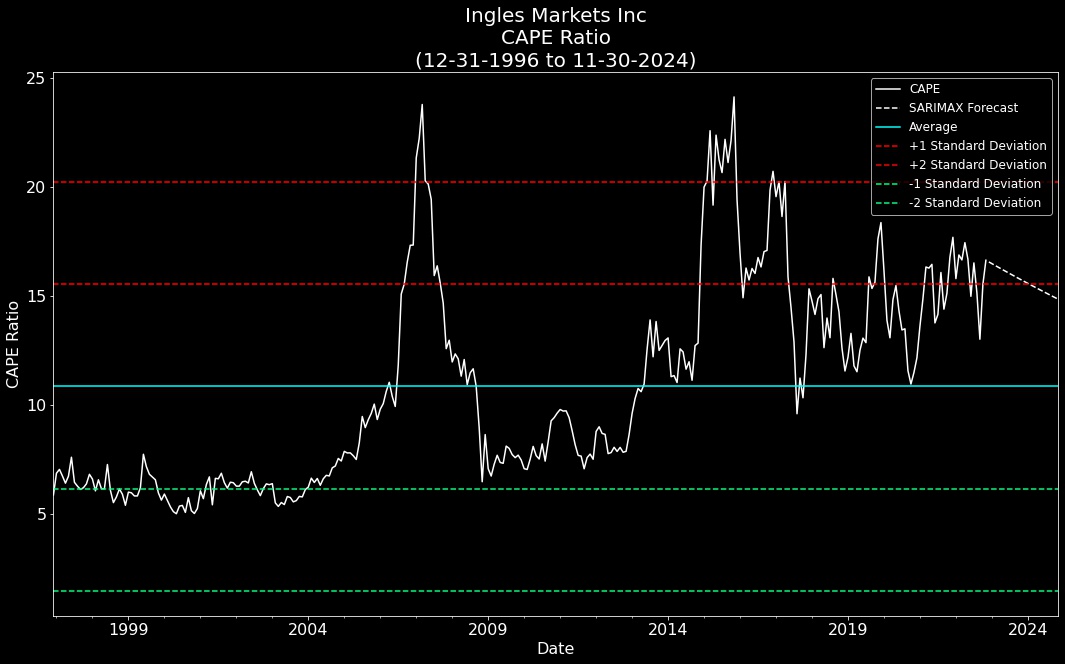 Ingles Markets Inc
CAPE Ratio
(12-31-1996 to 11-30-2024)
CAPE
SARIMAX Forecast
Average
+1 Standard Deviation
+2 Standard Deviation
-1 Standard Deviation
-2 Standard Deviation
25
20
15
10
5
CAPE Ratio
1999
2004
2009
2014
2019
2024
Date